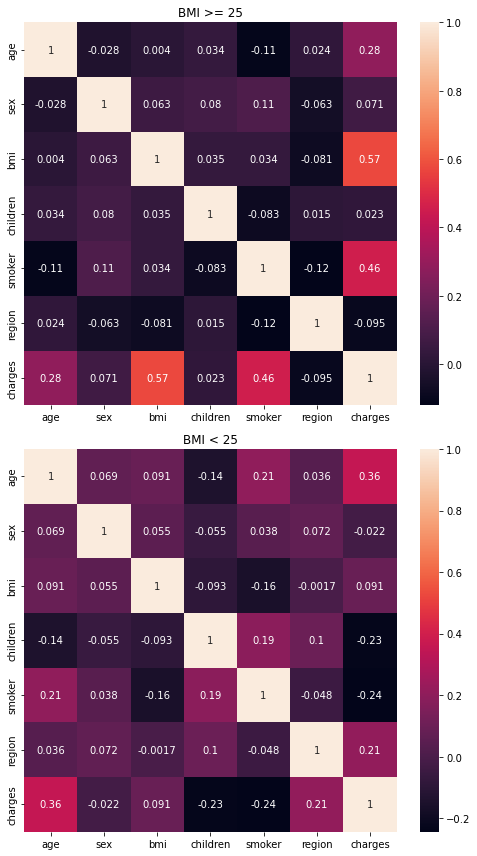 BMI >= 25
age 1 -0.028 0.004 0.034 -0.11 0.024 0.28
sex -0.028 1 0.063 0.08 0.11 -0.063 0.071
bmi 0.004 0.063 1 0.035 0.034 -0.081 0.57
children 0.034 0.08 0.035 1 -0.083 0.015 0.023
smoker -0.11 0.11 0.034 -0.083 1 -0.12 0.46
region 0.024 -0.063 -0.081 0.015 -0.12 1 -0.095
charges 0.28 0.071 0.57 0.023 0.46 -0.095 1
age sex bmi children smoker region charges
1.0
0.8
0.6
0.4
0.2
0.0
BMI < 25
age 1 0.069 0.091 -0.14 0.21 0.036 0.36
sex 0.069 1 0.055 -0.055 0.038 0.072 -0.022
bmi 0.091 0.055 1 -0.093 -0.16 -0.0017 0.091
children -0.14 -0.055 -0.093 1 0.19 0.1 -0.23
smoker 0.21 0.038 -0.16 0.19 1 -0.048 -0.24
region 0.036 0.072 -0.0017 0.1 -0.048 1 0.21
charges 0.36 -0.022 0.091 -0.23 -0.24 0.21 1
age sex bmi children smoker region charges
1.0
0.8
0.6
0.4
0.2
0.0
-0.2